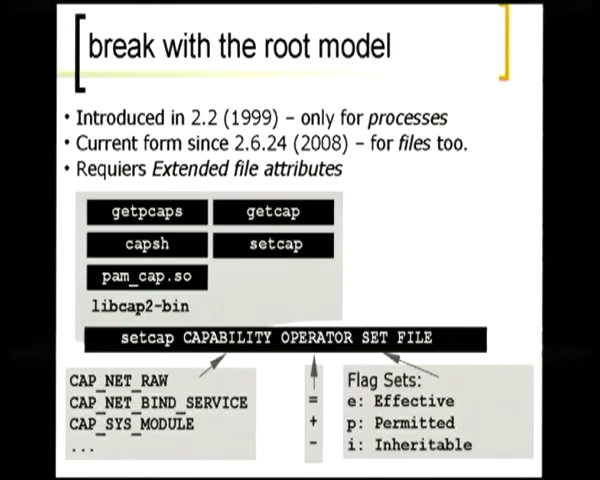 break with the root model
• Introduced in 2.2 (1999) – only for processes
• Current form since 2.6.24 (2008) – for files too.
• Requiers Extended file attributes
getpcaps getcap
capsh setcap
pam_cap.so
libcap2-bin
setcap CAPABILITY OPERATOR SET FILE
CAP_NET_RAW
CAP_NET_BIND_SERVICE
CAP_SYS_MODULE
...
=
+
-
Flag Sets:
e: Effective
p: Permitted
i: Inheritable